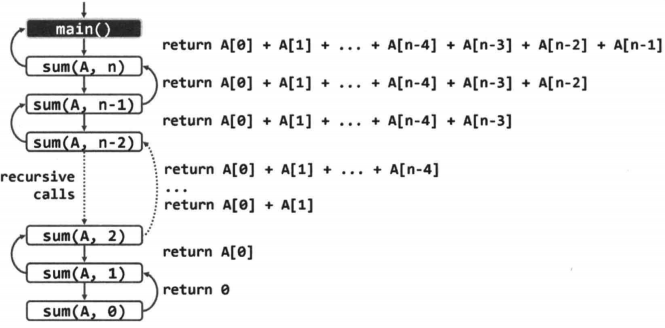 main()
return A[0] + A[1] + ... + A[n-4] + A[n-3] + A[n-2] + A[n-1]
sum(A, n)
return A[0] + A[1] + ... + A[n-4] + A[n-3] + A[n-2]
sum(A, n-1)
return A[0] + A[1] + ... + A[n-4] + A[n-3]
sum(A, n-2)
return A[0] + A[1] + ... + A[n-4]
recursive
calls
...
return A[0] + A[1]
sum(A, 2)
return A[0]
sum(A, 1)
return 0
sum(A, 0)